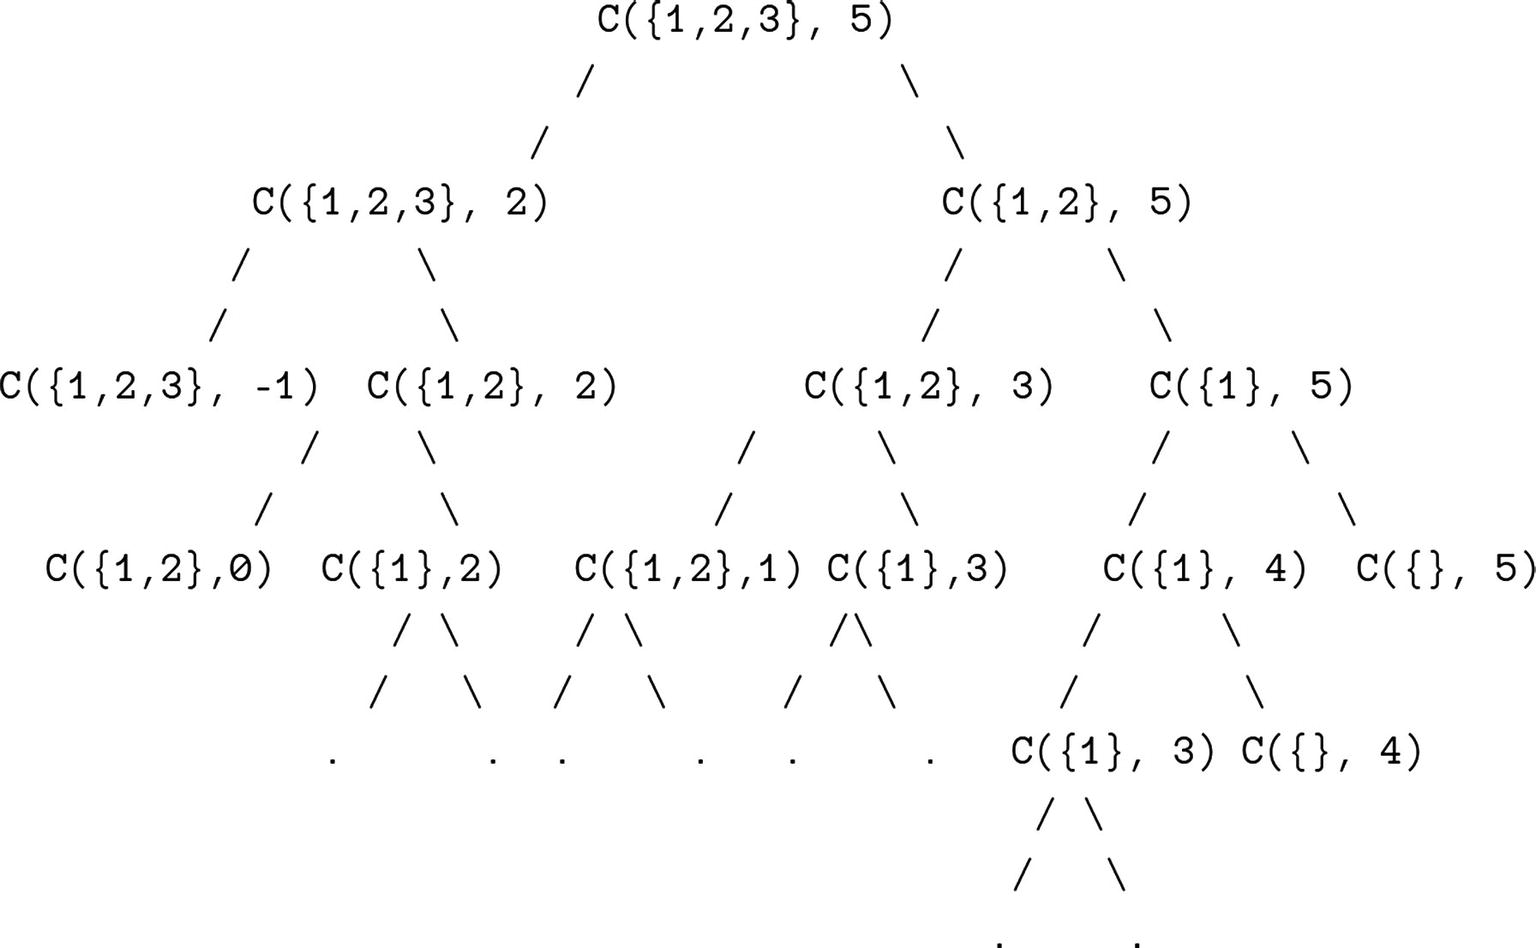 C({1,2,3}, 5)
/ \
/ \
C({1,2,3}, 2) C({1,2}, 5)
/ \ / \
/ \ / \
C({1,2,3}, -1) C({1,2}, 2) C({1,2}, 3) C({1}, 5)
/ \ / \ / \
/ \ / \ / \
C({1,2},0) C({1},2) C({1,2},1) C({1},3) C({1}, 4) C({}, 5)
/ \ / \ / \ / \
/ \ / \ / \ / \
. . . . . . C({1}, 3) C({}, 4)
/ \
/ \
. .